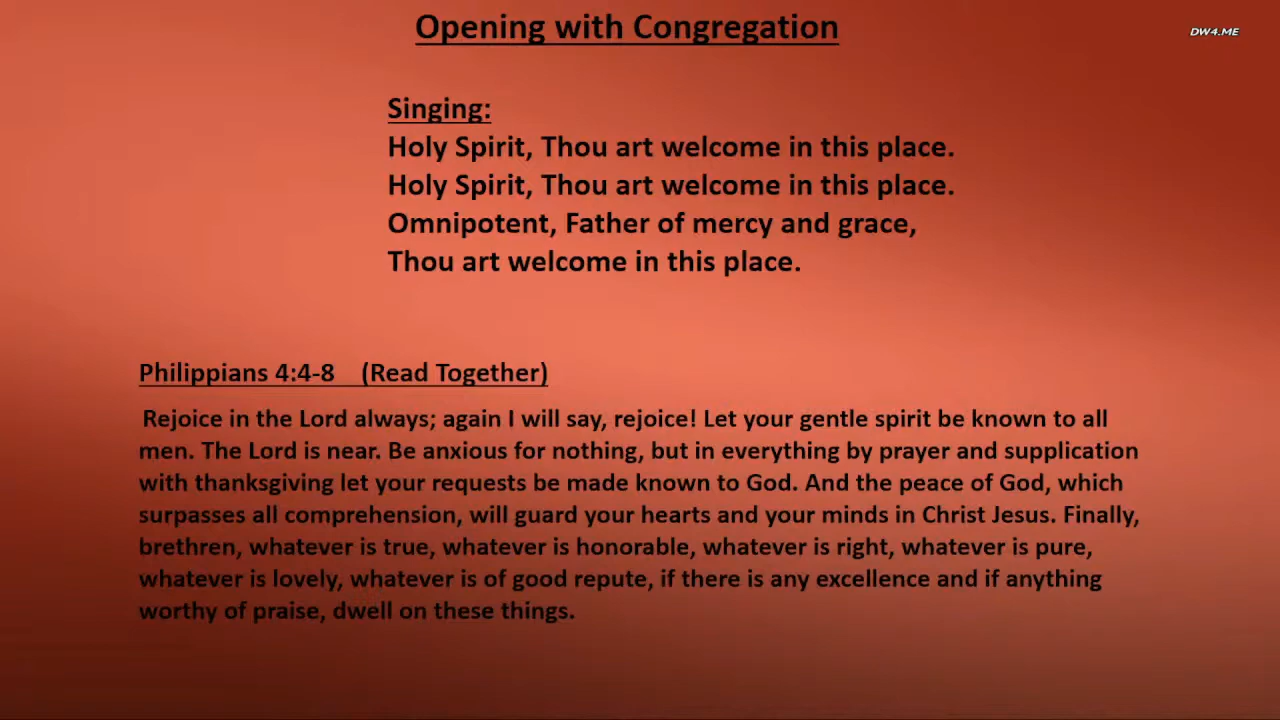 Opening with Congregation
DW4.ME
Singing:
Holy Spirit, Thou art welcome in this place.
Holy Spirit, Thou art welcome in this place.
Omnipotent, Father of mercy and grace,
Thou art welcome in this place.
Philippians 4:4-8 (Read Together)
Rejoice in the Lord always; again I will say, rejoice! Let your gentle spirit be known to all
men. The Lord is near. Be anxious for nothing, but in everything by prayer and supplication
with thanksgiving let your requests be made known to God. And the peace of God, which
surpasses all comprehension, will guard your hearts and your minds in Christ Jesus. Finally,
brethren, whatever is true, whatever is honorable, whatever is right, whatever is pure,
whatever is lovely, whatever is of good repute, if there is any excellence and if anything
worthy of praise, dwell on these things.